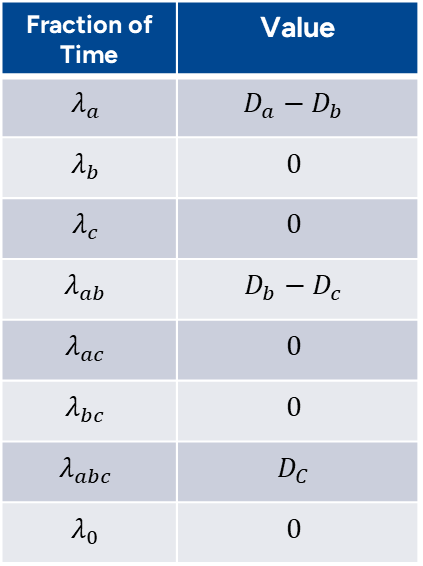 Fraction of Time Value
λ_a D_a − D_b
λ_b 0
λ_c 0
λ_ab D_b − D_c
λ_ac 0
λ_bc 0
λ_abc D_C
λ_0 0